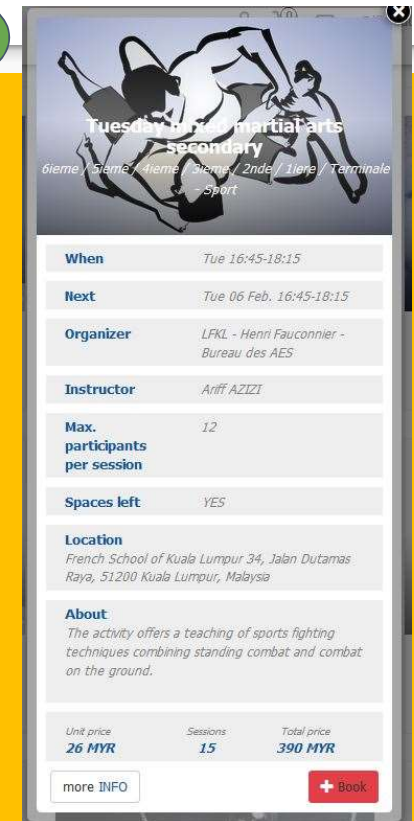 Tuesday mixed martial arts
secondary
6ieme / 5ieme / 4ieme / 3ieme / 2nde / 1iere / Terminale
- Sport
When Tue 16:45-18:15
Next Tue 06 Feb. 16:45-18:15
Organizer LFKL - Henri Fauconnier -
Bureau des AES
Instructor Ariff AZIZI
Max. 12
participants
per session
Spaces left YES
Location
French School of Kuala Lumpur 34, Jalan Dutamas
Raya, 51200 Kuala Lumpur, Malaysia
About
The activity offers a teaching of sports fighting
techniques combining standing combat and combat
on the ground.
Unit price Sessions Total price
26 MYR 15 390 MYR
more INFO + Book